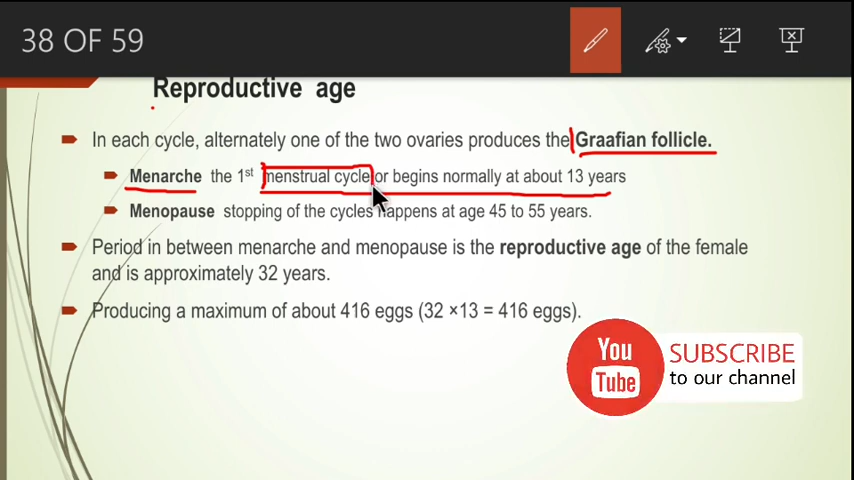 38 OF 59
Reproductive age
In each cycle, alternately one of the two ovaries produces the Graafian follicle.
Menarche the 1st menstrual cycle or begins normally at about 13 years
Menopause stopping of the cycles happens at age 45 to 55 years.
Period in between menarche and menopause is the reproductive age of the female
and is approximately 32 years.
Producing a maximum of about 416 eggs (32 ×13 = 416 eggs).
You
Tube
SUBSCRIBE
to our channel